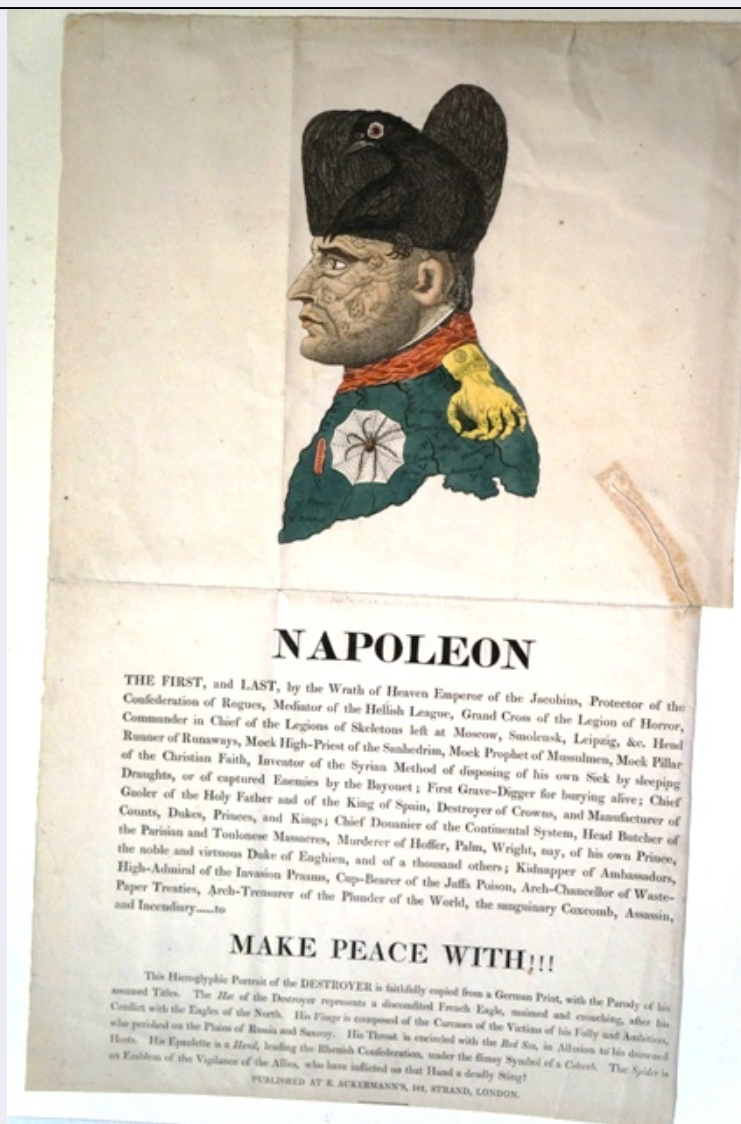 NAPOLEON
THE FIRST, and LAST, by the Wrath of Heaven Emperor of the Jacobins, Protector of the
Confederation of Rogues, Mediator of the Hellish League, Grand Cross of the Legion of Horror,
Commander in Chief of the Legions of Skeletons left at Moscow, Smolensk, Leipzig, &c. Head
Runner of Runaways, Mock High-Priest of the Sanhedrim, Mock Prophet of Mussulmen, Mock Pillar
of the Christian Faith, Inventor of the Syrian Method of disposing of his own Sick by sleeping
Draughts, or of captured Enemies by the Bayonet; First Grave-Digger for burying alive; Chief
Gaoler of the Holy Father and of the King of Spain, Destroyer of Crowns, and Manufacturer of
Counts, Dukes, Princes, and Kings; Chief Douanier of the Continental System, Head Butcher of
the Parisian and Toulonese Massacres, Murderer of Hoffer, Palm, Wright, nay, of his own Prince,
the noble and virtuous Duke of Enghien, and of a thousand others; Kidnapper of Ambassadors,
High-Admiral of the Invasion Praams, Cup-Bearer of the Jaffa Poison, Arch-Chancellor of Waste-
Paper Treaties, Arch-Treasurer of the Plunder of the World, the sanguinary Coxcomb, Assassin,
and Incendiary......to
MAKE PEACE WITH!!!
This Hieroglyphic Portrait of the DESTROYER is faithfully copied from a German Print, with the Parody of his
assumed Titles. The Hat of the Destroyer represents a discomfited French Eagle, maimed and crouching, after his
Conflict with the Eagles of the North. His Visage is composed of the Carcases of the Victims of his Folly and Ambition,
who perished on the Plains of Russia and Saxony. His Throat is encircled with the Red Sea, in Allusion to his drowned
Hosts. His Epaulette is a Hand, leading the Rhenish Confederation, under the flimsy Symbol of a Cobweb. The Spider is
an Emblem of the Vigilance of the Allies, who have inflicted on that Hand a deadly Sting!
PUBLISHED AT R. ACKERMANN'S, 101, STRAND, LONDON.